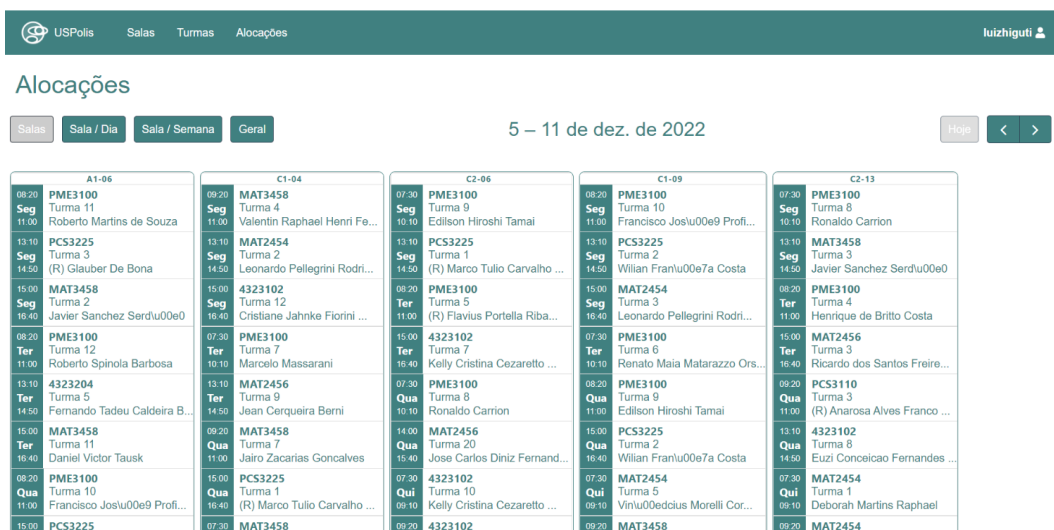 USPolis Salas Turmas Alocações luizhiguti
Alocações
Salas Sala / Dia Sala / Semana Geral 5 – 11 de dez. de 2022 Hoje
A1-06
08:20 PME3100
Seg Turma 11
11:00 Roberto Martins de Souza
13:10 PCS3225
Seg Turma 3
14:50 (R) Glauber De Bona
15:00 MAT3458
Seg Turma 2
16:40 Javier Sanchez Serd\u00e0
08:20 PME3100
Ter Turma 12
11:00 Roberto Spinola Barbosa
13:10 4323204
Ter Turma 5
14:50 Fernando Tadeu Caldeira B...
15:00 MAT3458
Ter Turma 11
16:40 Daniel Victor Tausk
08:20 PME3100
Qua Turma 10
11:00 Francisco Jos\u00e9 Profi...
15:00 PCS3225
C1-04
09:20 MAT3458
Seg Turma 4
11:00 Valentin Raphael Henri Fe...
13:10 MAT2454
Seg Turma 2
14:50 Leonardo Pellegrini Rodri...
15:00 4323102
Seg Turma 12
16:40 Cristiane Jahnke Fiorini ...
07:30 PME3100
Ter Turma 7
10:10 Marcelo Massarani
13:10 MAT2456
Ter Turma 9
14:50 Jean Cerqueira Berni
09:20 MAT3458
Qua Turma 7
11:00 Jairo Zacarias Goncalves
15:00 PCS3225
Qua Turma 1
16:40 (R) Marco Tulio Carvalho ...
07:30 MAT3458
C2-06
07:30 PME3100
Seg Turma 9
10:10 Edilson Hiroshi Tamai
13:10 PCS3225
Seg Turma 1
14:50 (R) Marco Tulio Carvalho ...
08:20 PME3100
Ter Turma 5
11:00 (R) Flavius Portella Riba...
15:00 4323102
Ter Turma 7
16:40 Kelly Cristina Cezaretto ...
07:30 PME3100
Qua Turma 8
10:10 Ronaldo Carrion
14:00 MAT2456
Qua Turma 20
15:40 Jose Carlos Diniz Fernand...
07:30 4323102
Qui Turma 10
09:10 Kelly Cristina Cezaretto ...
09:20 4323102
C1-09
08:20 PME3100
Seg Turma 10
11:00 Francisco Jos\u00e9 Profi...
13:10 PCS3225
Seg Turma 2
14:50 Wilian Fran\u00e7a Costa
15:00 MAT2454
Seg Turma 3
16:40 Leonardo Pellegrini Rodri...
07:30 PME3100
Ter Turma 6
10:10 Renato Maia Matarazzo Ors...
08:20 PME3100
Qua Turma 9
11:00 Edilson Hiroshi Tamai
15:00 PCS3225
Qua Turma 2
16:40 Wilian Fran\u00e7a Costa
07:30 MAT2454
Qui Turma 5
09:10 Vin\u00edcius Morelli Cor...
09:20 MAT3458
C2-13
07:30 PME3100
Seg Turma 8
10:10 Ronaldo Carrion
13:10 MAT3458
Seg Turma 3
14:50 Javier Sanchez Serd\u00e0
08:20 PME3100
Ter Turma 4
11:00 Henrique de Britto Costa
15:00 MAT2456
Ter Turma 3
16:40 Ricardo dos Santos Freire...
09:20 PCS3110
Qua Turma 3
11:00 (R) Anarosa Alves Franco ...
13:10 4323102
Qua Turma 8
14:50 Euzi Conceicao Fernandes ...
07:30 MAT2454
Qui Turma 1
09:10 Deborah Martins Raphael
09:20 MAT2454